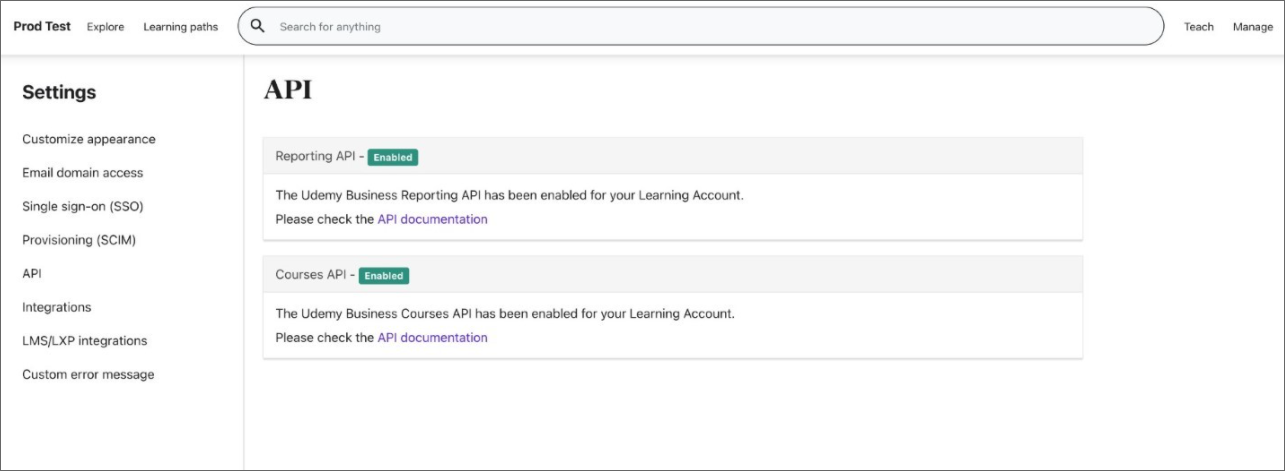 Prod Test Explore Learning paths Search for anything Teach Manage
Settings
Customize appearance
Email domain access
Single sign-on (SSO)
Provisioning (SCIM)
API
Integrations
LMS/LXP integrations
Custom error message
API
Reporting API - Enabled
The Udemy Business Reporting API has been enabled for your Learning Account.
Please check the API documentation
Courses API - Enabled
The Udemy Business Courses API has been enabled for your Learning Account.
Please check the API documentation